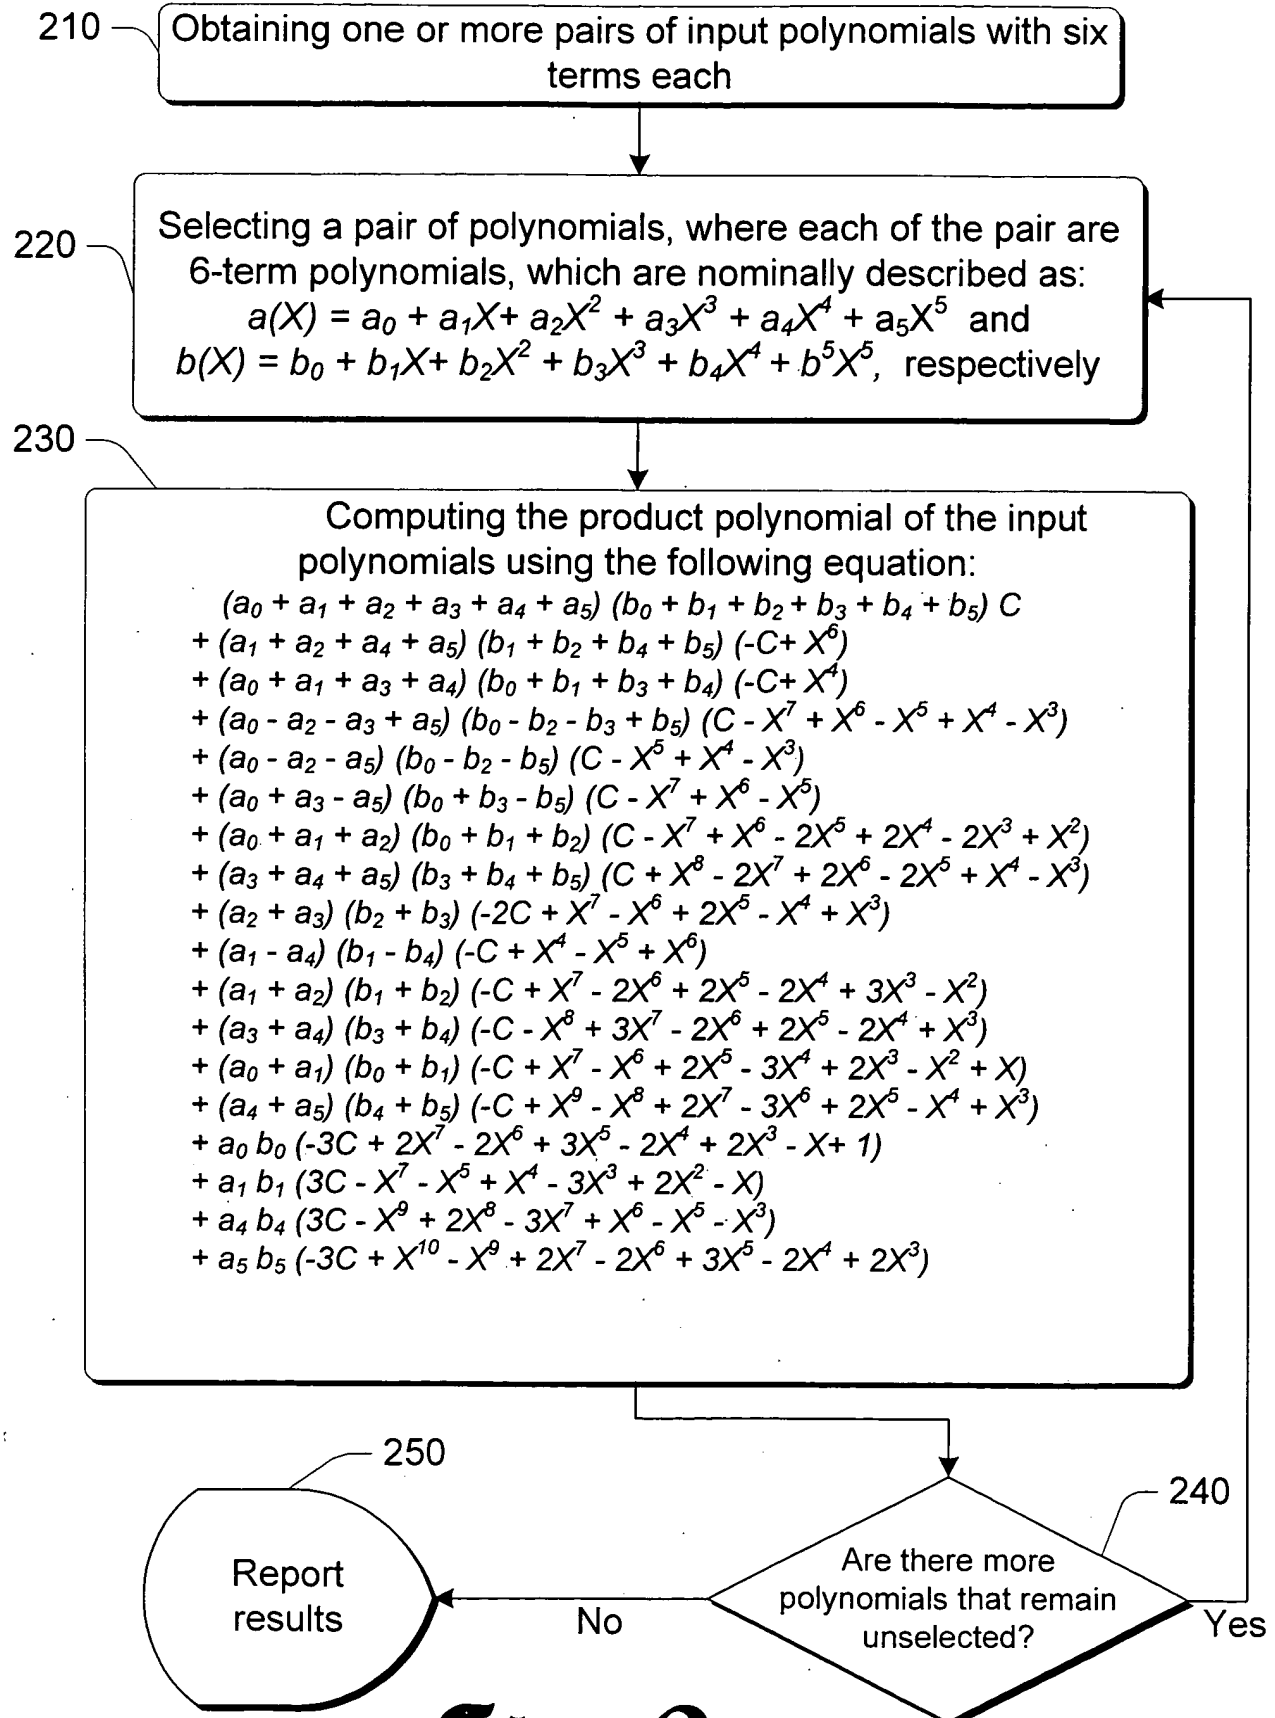 210
Obtaining one or more pairs of input polynomials with six
terms each
220
Selecting a pair of polynomials, where each of the pair are
6-term polynomials, which are nominally described as:
a(X) = a₀ + a₁X+ a₂X² + a₃X³ + a₄X⁴ + a₅X⁵ and
b(X) = b₀ + b₁X+ b₂X² + b₃X³ + b₄X⁴ + b⁵X⁵, respectively
230
Computing the product polynomial of the input
polynomials using the following equation:
(a₀ + a₁ + a₂ + a₃ + a₄ + a₅) (b₀ + b₁ + b₂ + b₃ + b₄ + b₅) C
+ (a₁ + a₂ + a₄ + a₅) (b₁ + b₂ + b₄ + b₅) (-C+ X⁶)
+ (a₀ + a₁ + a₃ + a₄) (b₀ + b₁ + b₃ + b₄) (-C+ X⁴)
+ (a₀ - a₂ - a₃ + a₅) (b₀ - b₂ - b₃ + b₅) (C - X⁷ + X⁶ - X⁵ + X⁴ - X³)
+ (a₀ - a₂ - a₅) (b₀ - b₂ - b₅) (C - X⁵ + X⁴ - X³)
+ (a₀ + a₃ - a₅) (b₀ + b₃ - b₅) (C - X⁷ + X⁶ - X⁵)
+ (a₀ + a₁ + a₂) (b₀ + b₁ + b₂) (C - X⁷ + X⁶ - 2X⁵ + 2X⁴ - 2X³ + X²)
+ (a₃ + a₄ + a₅) (b₃ + b₄ + b₅) (C + X⁸ - 2X⁷ + 2X⁶ - 2X⁵ + X⁴ - X³)
+ (a₂ + a₃) (b₂ + b₃) (-2C + X⁷ - X⁶ + 2X⁵ - X⁴ + X³)
+ (a₁ - a₄) (b₁ - b₄) (-C + X⁴ - X⁵ + X⁶)
+ (a₁ + a₂) (b₁ + b₂) (-C + X⁷ - 2X⁶ + 2X⁵ - 2X⁴ + 3X³ - X²)
+ (a₃ + a₄) (b₃ + b₄) (-C - X⁸ + 3X⁷ - 2X⁶ + 2X⁵ - 2X⁴ + X³)
+ (a₀ + a₁) (b₀ + b₁) (-C + X⁷ - X⁶ + 2X⁵ - 3X⁴ + 2X³ - X² + X)
+ (a₄ + a₅) (b₄ + b₅) (-C + X⁹ - X⁸ + 2X⁷ - 3X⁶ + 2X⁵ - X⁴ + X³)
+ a₀ b₀ (-3C + 2X⁷ - 2X⁶ + 3X⁵ - 2X⁴ + 2X³ - X+ 1)
+ a₁ b₁ (3C - X⁷ - X⁵ + X⁴ - 3X³ + 2X² - X)
+ a₄ b₄ (3C - X⁹ + 2X⁸ - 3X⁷ + X⁶ - X⁵ - X³)
+ a₅ b₅ (-3C + X¹⁰ - X⁹ + 2X⁷ - 2X⁶ + 3X⁵ - 2X⁴ + 2X³)
250
240
Are there more
polynomials that remain
unselected?
Report
results
No
Yes